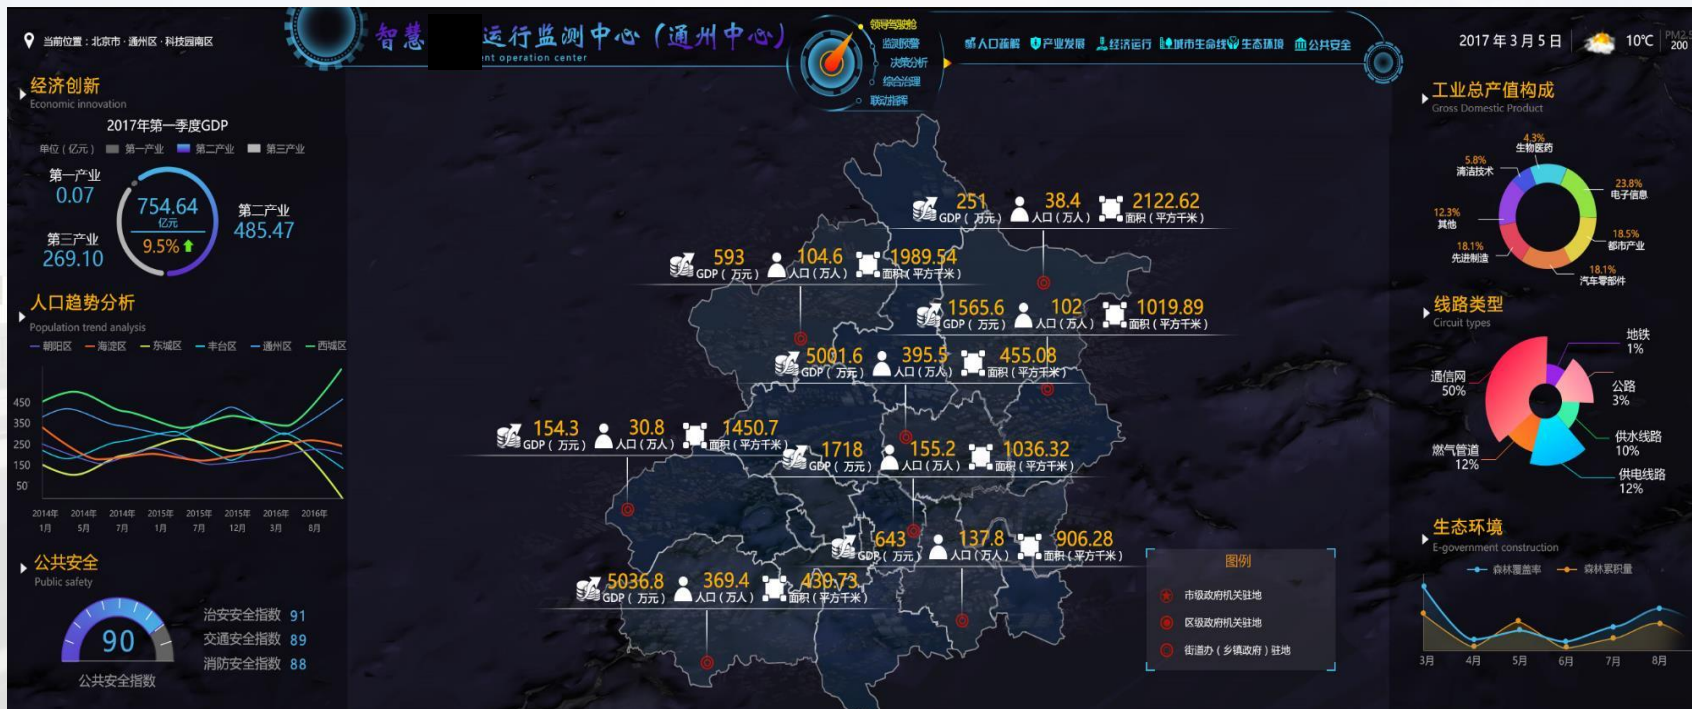 当前位置：北京市·通州区·科技园南区
智慧 运行监测中心（通州中心）
nt operation center
领导驾驶舱
监测预警
决策分析
综合治理
联动指挥
人口疏解 产业发展 经济运行 城市生命线 生态环境 公共安全
2017年3月5日 10℃ PM2.5
200
经济创新
Economic innovation
2017年第一季度GDP
单位（亿元） 第一产业 第二产业 第三产业
第一产业
0.07
第三产业
269.10
754.64
亿元
9.5%
第二产业
485.47
人口趋势分析
Population trend analysis
朝阳区 海淀区 东城区 丰台区 通州区 西城区
450
350
250
150
50
2014年 2014年 2014年 2015年 2015年 2015年 2016年 2016年
1月 5月 7月 1月 7月 12月 3月 8月
公共安全
Public safety
90
公共安全指数
治安安全指数 91
交通安全指数 89
消防安全指数 88
251 38.4 2122.62
GDP（万元） 人口（万人） 面积（平方千米）
593 104.6 1989.54
GDP（万元） 人口（万人） 面积（平方千米）
1565.6 102 1019.89
GDP（万元） 人口（万人） 面积（平方千米）
5001.6 395.5 455.08
GDP（万元） 人口（万人） 面积（平方千米）
154.3 30.8 1450.7
GDP（万元） 人口（万人） 面积（平方千米）
1718 155.2 1036.32
GDP（万元） 人口（万人） 面积（平方千米）
643 137.8 906.28
GDP（万元） 人口（万人） 面积（平方千米）
5036.8 369.4 439.73
GDP（万元） 人口（万人） 面积（平方千米）
图例
市级政府机关驻地
区级政府机关驻地
街道办（乡镇政府）驻地
工业总产值构成
Gross Domestic Product
4.3%
生物医药
5.8%
清洁技术
23.8%
电子信息
12.3%
其他
18.5%
都市产业
18.1%
先进制造
18.1%
汽车零部件
线路类型
Circuit types
地铁
1%
通信网
50%
公路
3%
供水线路
10%
燃气管道
12%
供电线路
12%
生态环境
E-government construction
森林覆盖率 森林累积量
3月 4月 5月 6月 7月 8月